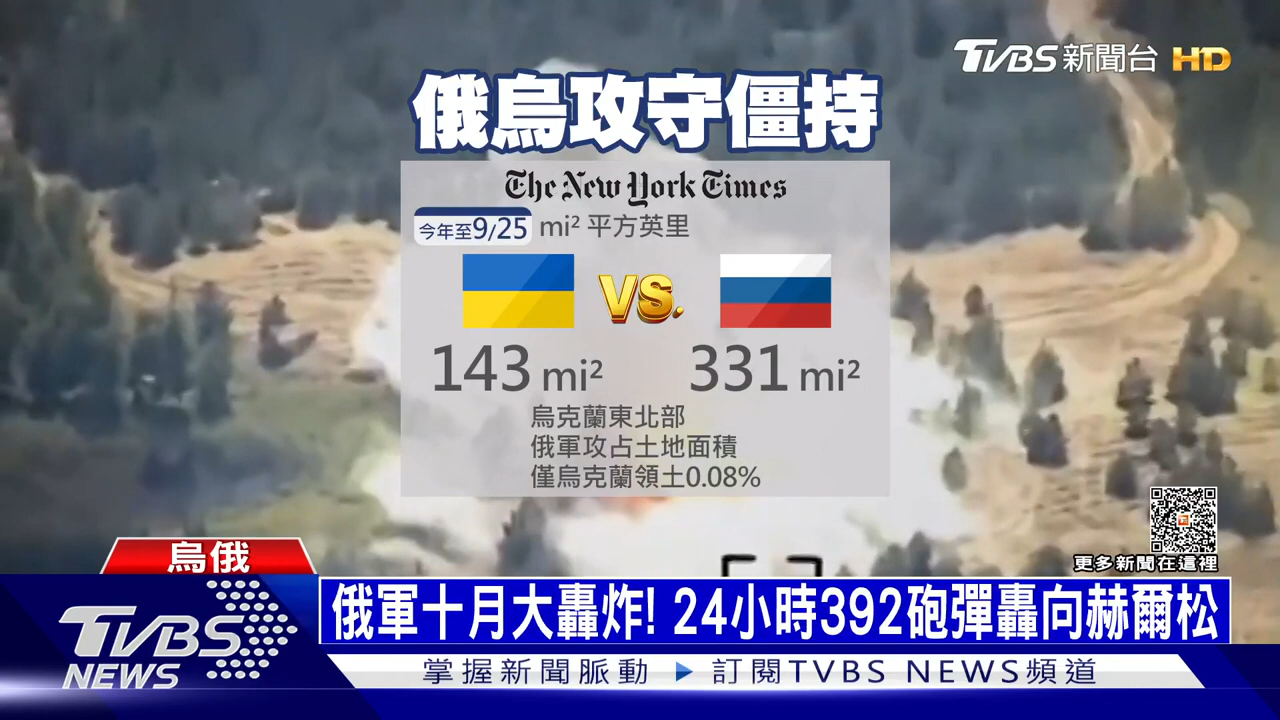 TVBS新聞台 HD
俄烏攻守僵持
The New York Times
今年至9/25 mi² 平方英里
VS.
143 mi² 331 mi²
烏克蘭東北部
俄軍攻占土地面積
僅烏克蘭領土0.08%
更多新聞在這裡
烏俄
俄軍十月大轟炸! 24小時392砲彈轟向赫爾松
TVBS
NEWS
掌握新聞脈動 ▶ 訂閱TVBS NEWS頻道